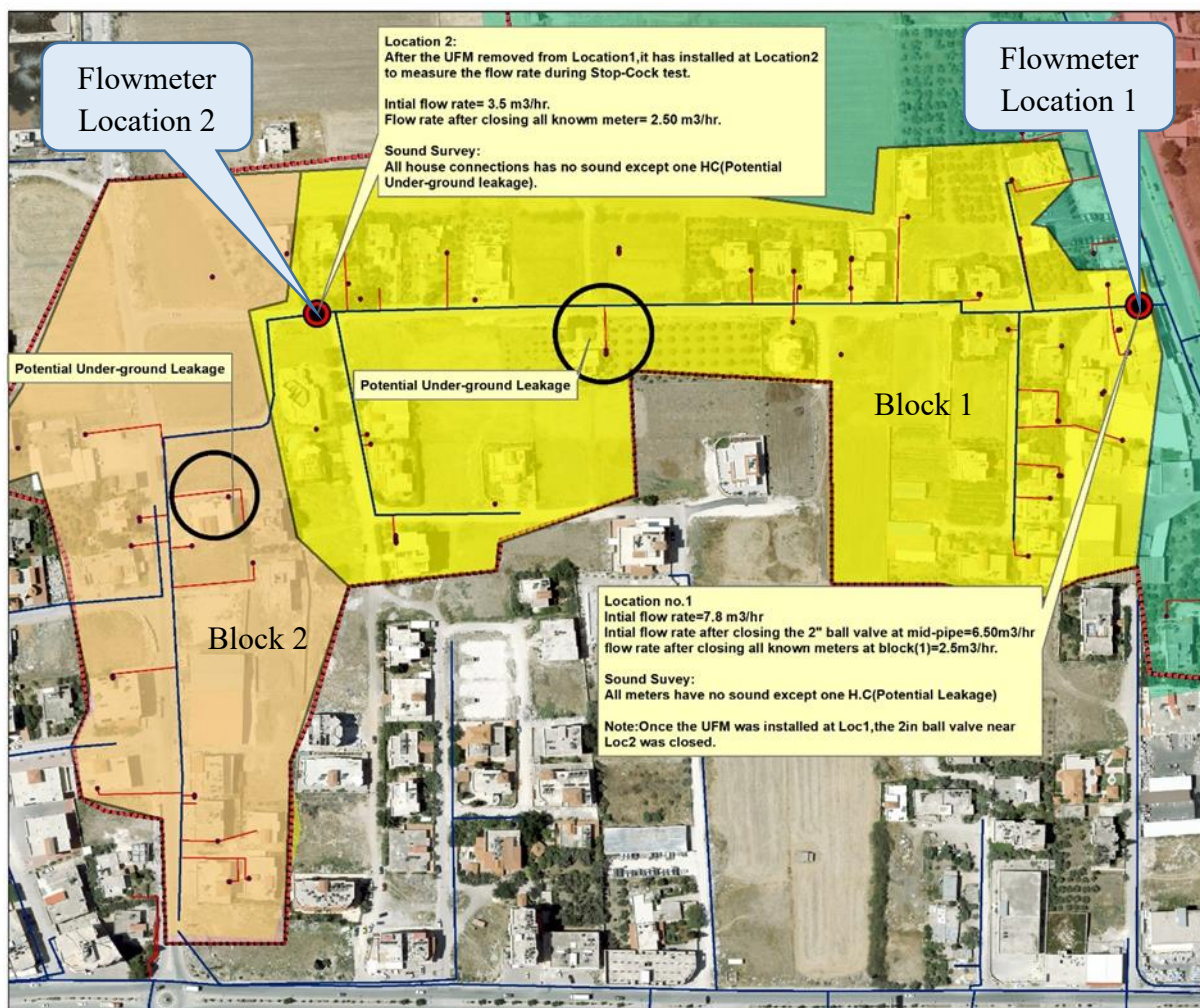 Flowmeter
Location 2
Location 2:
After the UFM removed from Location1,it has installed at Location2
to measure the flow rate during Stop-Cock test.
Intial flow rate= 3.5 m3/hr.
Flow rate after closing all knowm meter= 2.50 m3/hr.
Sound Survey:
All house connections has no sound except one HC(Potential
Under-ground leakage).
Flowmeter
Location 1
Potential Under-ground Leakage
Potential Under-ground Leakage
Block 1
Block 2
Location no.1
Intial flow rate=7.8 m3/hr
Intial flow rate after closing the 2" ball valve at mid-pipe=6.50m3/hr
flow rate after closing all known meters at block(1)=2.5m3/hr.
Sound Suvey:
All meters have no sound except one H.C(Potential Leakage)
Note:Once the UFM was installed at Loc1,the 2in ball valve near
Loc2 was closed.